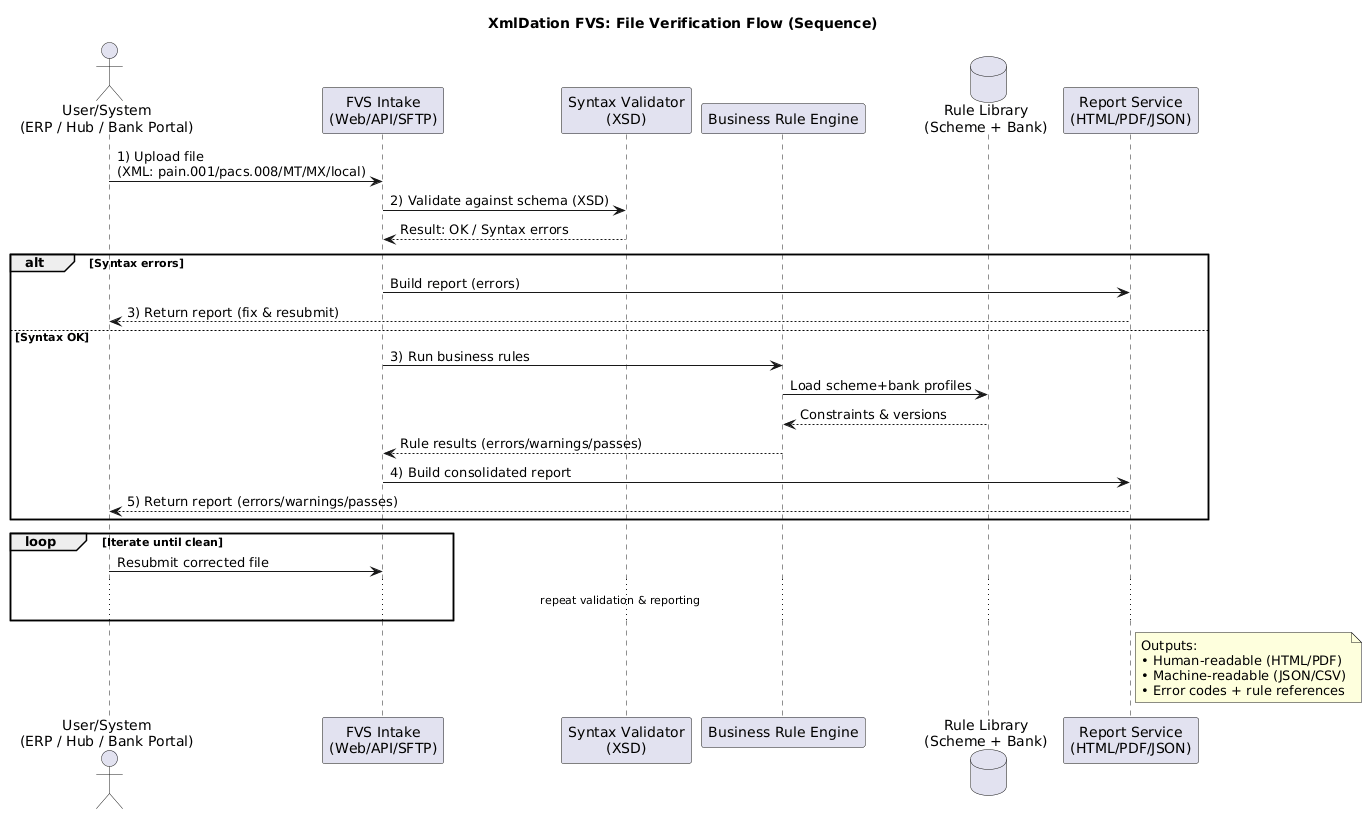 XmlDation FVS: File Verification Flow (Sequence)
User/System
(ERP / Hub / Bank Portal)
FVS Intake
(Web/API/SFTP)
Syntax Validator
(XSD)
Business Rule Engine
Rule Library
(Scheme + Bank)
Report Service
(HTML/PDF/JSON)
1) Upload file
(XML: pain.001/pacs.008/MT/MX/local)
2) Validate against schema (XSD)
Result: OK / Syntax errors
alt
[Syntax errors]
Build report (errors)
3) Return report (fix & resubmit)
[Syntax OK]
3) Run business rules
Load scheme+bank profiles
Constraints & versions
Rule results (errors/warnings/passes)
4) Build consolidated report
5) Return report (errors/warnings/passes)
loop
[Iterate until clean]
Resubmit corrected file
repeat validation & reporting
Outputs:
• Human-readable (HTML/PDF)
• Machine-readable (JSON/CSV)
• Error codes + rule references
User/System
(ERP / Hub / Bank Portal)
FVS Intake
(Web/API/SFTP)
Syntax Validator
(XSD)
Business Rule Engine
Rule Library
(Scheme + Bank)
Report Service
(HTML/PDF/JSON)